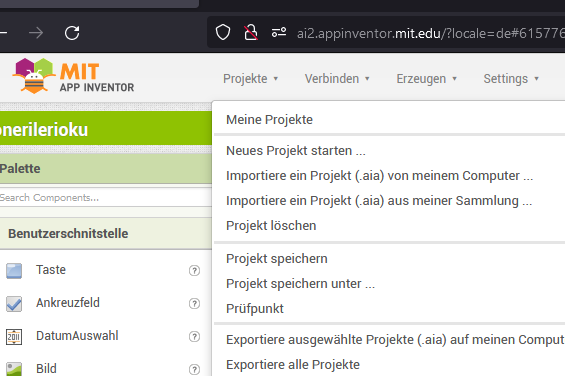 ai2.appinventor.mit.edu/?locale=de#615776
MIT
APP INVENTOR
Projekte
Verbinden
Erzeugen
Settings
onerilerioku
Palette
Search Components...
Benutzerschnitstelle
Taste
Ankreuzfeld
DatumAuswahl
Bild
Meine Projekte
Neues Projekt starten ...
Importiere ein Projekt (.aia) von meinem Computer ...
Importiere ein Projekt (.aia) aus meiner Sammlung ...
Projekt löschen
Projekt speichern
Projekt speichern unter ...
Prüfpunkt
Exportiere ausgewählte Projekte (.aia) auf meinen Comput
Exportiere alle Projekte